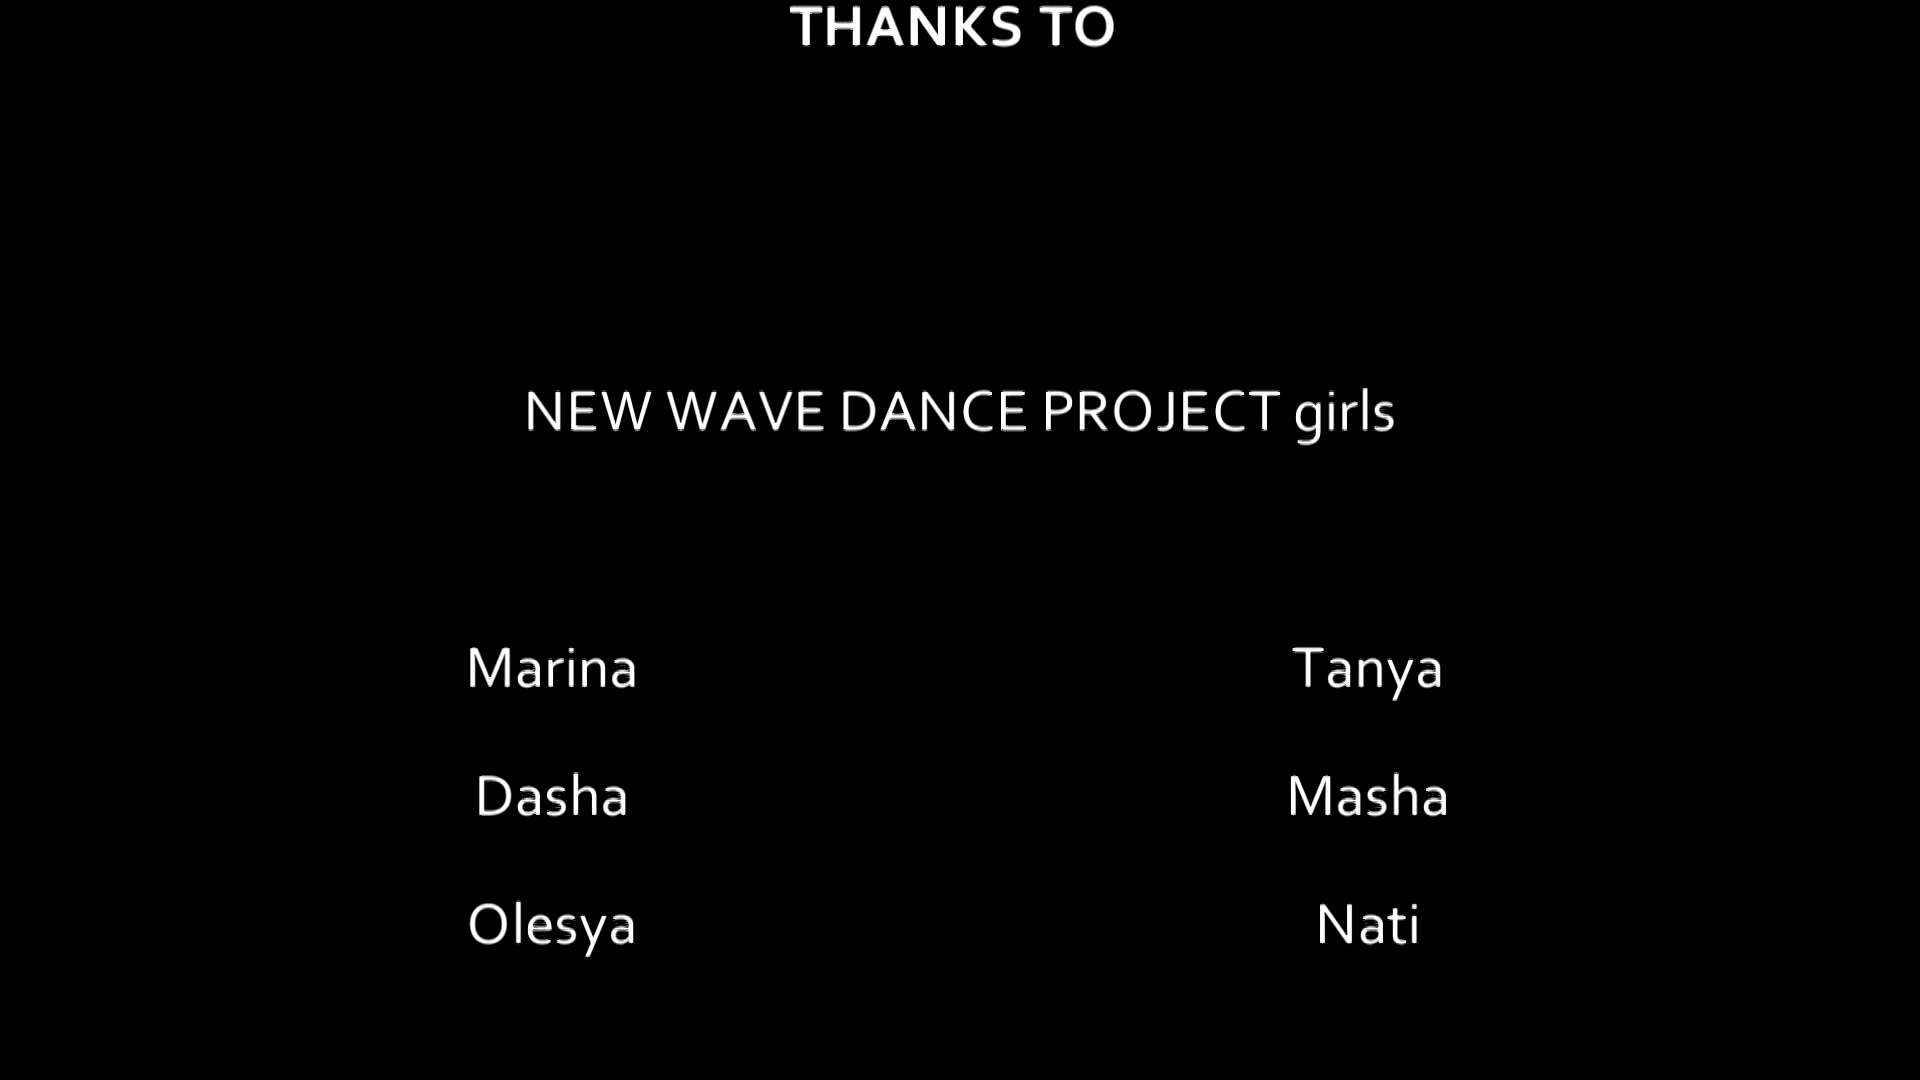 THANKS TO
NEW WAVE DANCE PROJECT girls
Marina Tanya
Dasha Masha
Olesya Nati